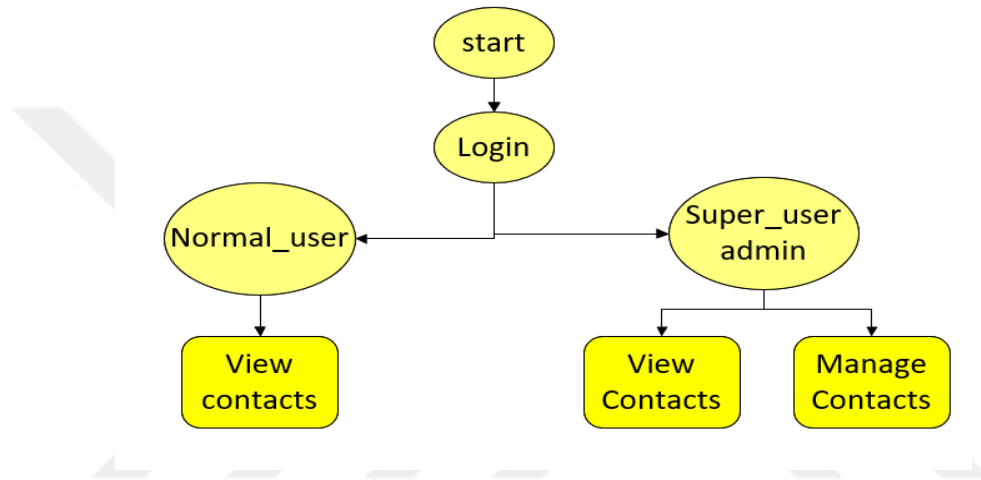 start
Login
Normal_user
Super_user
admin
View
contacts
View
Contacts
Manage
Contacts